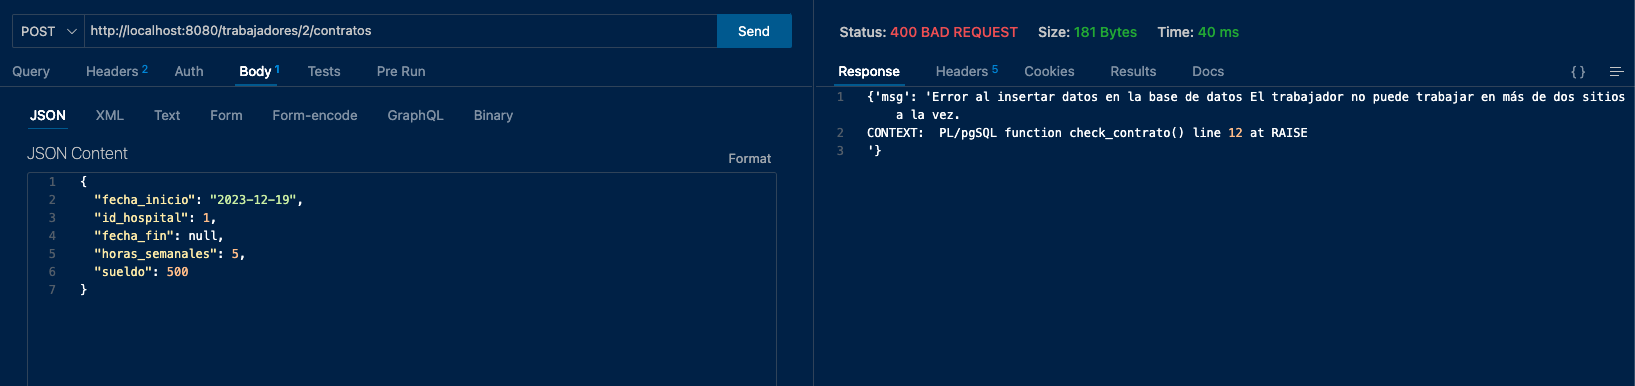 POST http://localhost:8080/trabajadores/2/contratos Send
Query Headers 2 Auth Body 1 Tests Pre Run
JSON XML Text Form Form-encode GraphQL Binary
JSON Content
Format
1 {
2 "fecha_inicio": "2023-12-19",
3 "id_hospital": 1,
4 "fecha_fin": null,
5 "horas_semanales": 5,
6 "sueldo": 500
7 }
Status: 400 BAD REQUEST Size: 181 Bytes Time: 40 ms
Response Headers 5 Cookies Results Docs { }
1 {'msg': 'Error al insertar datos en la base de datos El trabajador no puede trabajar en más de dos sitios
a la vez.
2 CONTEXT:  PL/pgSQL function check_contrato() line 12 at RAISE
3 '}